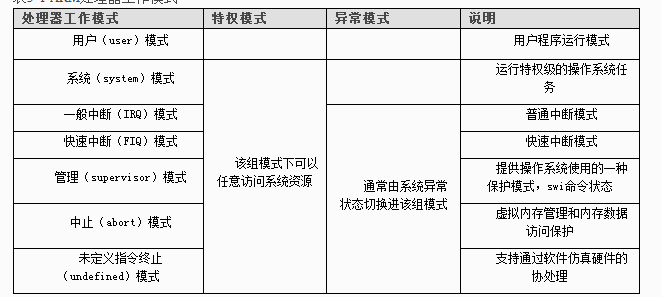 处理器工作模式 特权模式 异常模式 说明
用户（user）模式 用户程序运行模式
系统（system）模式 运行特权级的操作系统任
务
一般中断（IRQ）模式 普通中断模式
快速中断（FIQ）模式 快速中断模式
该组模式下可以
任意访问系统资源
管理（supervisor）模式 提供操作系统使用的一种
保护模式，swi命令状态
通常由系统异常
状态切换进该组模式
中止（abort）模式 虚拟内存管理和内存数据
访问保护
未定义指令终止
（undefined）模式 支持通过软件仿真硬件的
协处理